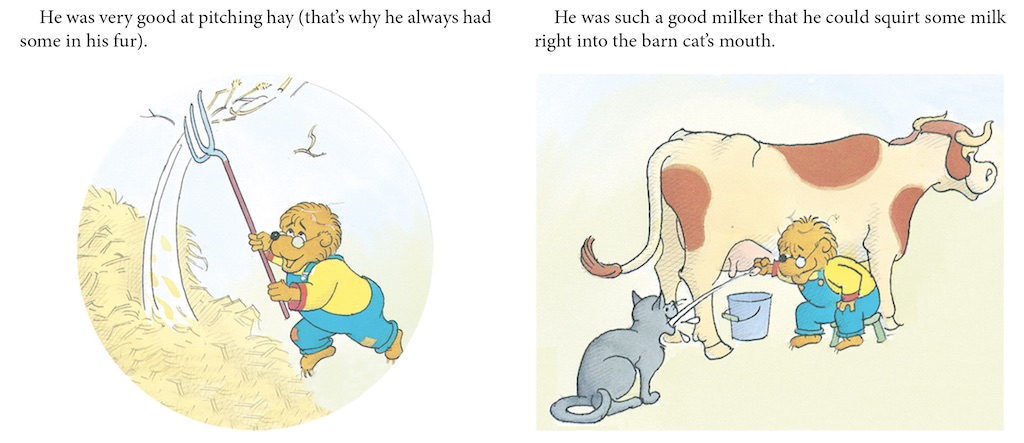 He was very good at pitching hay (that’s why he always had
some in his fur).
He was such a good milker that he could squirt some milk
right into the barn cat’s mouth.